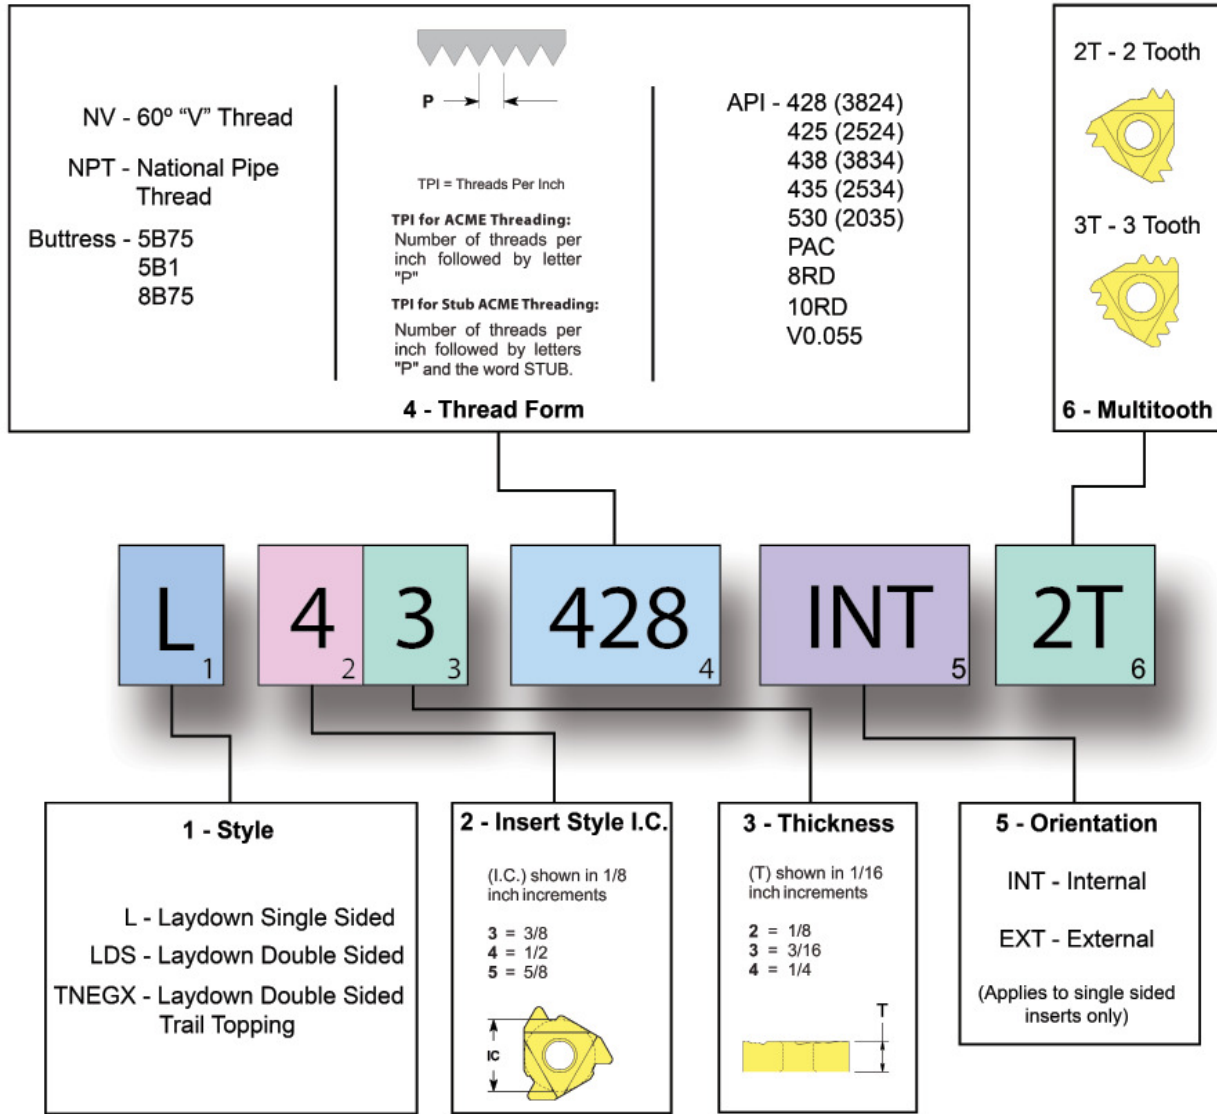 NV - 60º “V” Thread
NPT - National Pipe
Thread
Buttress - 5B75
5B1
8B75
P
TPI = Threads Per Inch
TPI for ACME Threading:
Number of threads per
inch followed by letter
"P"
TPI for Stub ACME Threading:
Number of threads per
inch followed by letters
"P" and the word STUB.
API - 428 (3824)
425 (2524)
438 (3834)
435 (2534)
530 (2035)
PAC
8RD
10RD
V0.055
4 - Thread Form
2T - 2 Tooth
3T - 3 Tooth
6 - Multitooth
L 1
4 2
3 3
428 4
INT 5
2T 6
1 - Style
L - Laydown Single Sided
LDS - Laydown Double Sided
TNEGX - Laydown Double Sided
Trail Topping
2 - Insert Style I.C.
(I.C.) shown in 1/8
inch increments
3 = 3/8
4 = 1/2
5 = 5/8
IC
3 - Thickness
(T) shown in 1/16
inch increments
2 = 1/8
3 = 3/16
4 = 1/4
T
5 - Orientation
INT - Internal
EXT - External
(Applies to single sided
inserts only)